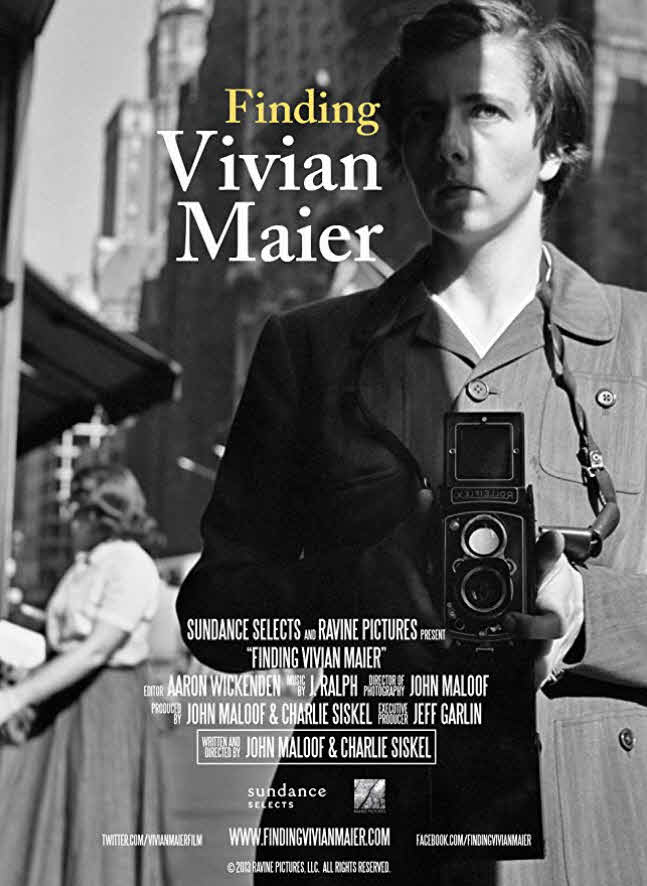 Finding
Vivian
Maier
ROLLEIFLEX
SUNDANCE SELECTS AND RAVINE PICTURES PRESENT
"FINDING VIVIAN MAIER"
EDITOR AARON WICKENDEN MUSIC BY J. RALPH DIRECTOR OF PHOTOGRAPHY JOHN MALOOF
PRODUCED BY JOHN MALOOF & CHARLIE SISKEL EXECUTIVE PRODUCER JEFF GARLIN
WRITTEN AND DIRECTED BY JOHN MALOOF & CHARLIE SISKEL
sundance
SELECTS
RAVINE PICTURES
TWITTER.COM/VIVIANMAIERFILM WWW.FINDINGVIVIANMAIER.COM FACEBOOK.COM/FINDINGVIVIANMAIER
©2013 RAVINE PICTURES, LLC. ALL RIGHTS RESERVED.